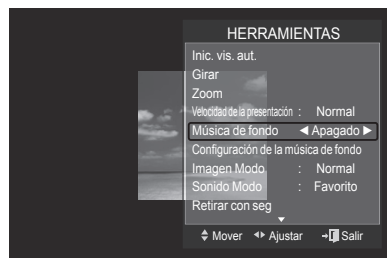 HERRAMIENTAS
Inic. vis. aut.
Girar
Zoom
Velocidad de la presentación : Normal
Música de fondo ◀ Apagado ▶
Configuración de la música de fondo
Imagen Modo : Normal
Sonido Modo : Favorito
Retirar con seg
Mover Ajustar Salir